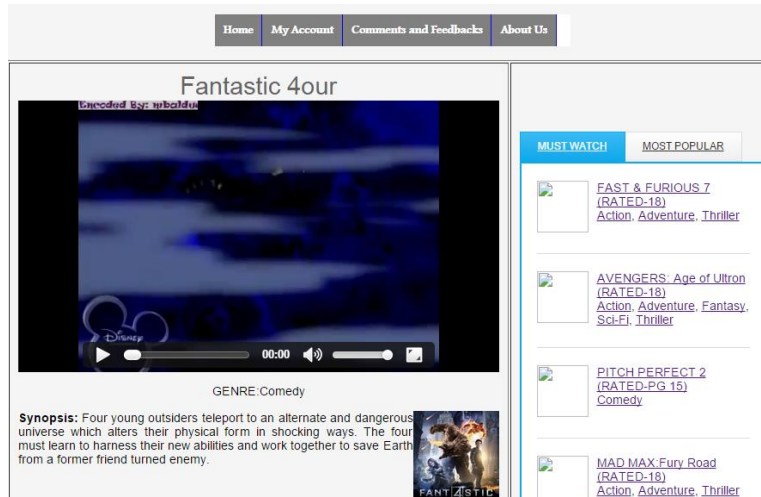 Home My Account Comments and Feedbacks About Us
Fantastic 4our
Encoded By:
DISNEP
00:00
GENRE:Comedy
Synopsis: Four young outsiders teleport to an alternate and dangerous
universe which alters their physical form in shocking ways. The four
must learn to harness their new abilities and work together to save Earth
from a former friend turned enemy.
FANT4STIC
MUST WATCH MOST POPULAR
FAST & FURIOUS 7
(RATED-18)
Action, Adventure, Thriller
AVENGERS: Age of Ultron
(RATED-18)
Action, Adventure, Fantasy,
Sci-Fi, Thriller
PITCH PERFECT 2
(RATED-PG 15)
Comedy
MAD MAX:Fury Road
(RATED-18)
Action, Adventure, Thriller